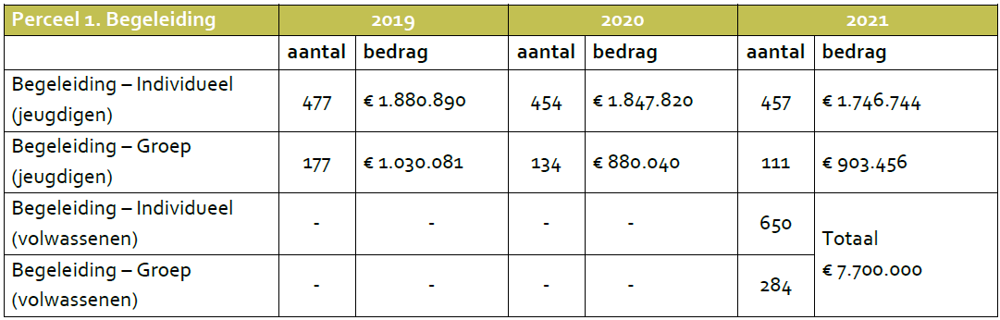 Perceel 1. Begeleiding 2019 2020 2021
aantal bedrag aantal bedrag aantal bedrag
Begeleiding – Individueel
(jeugdigen) 477 € 1.880.890 454 € 1.847.820 457 € 1.746.744
Begeleiding – Groep
(jeugdigen) 177 € 1.030.081 134 € 880.040 111 € 903.456
Begeleiding – Individueel
(volwassenen) - - - - 650
Begeleiding – Groep
(volwassenen) - - - - 284
Totaal
€ 7.700.000